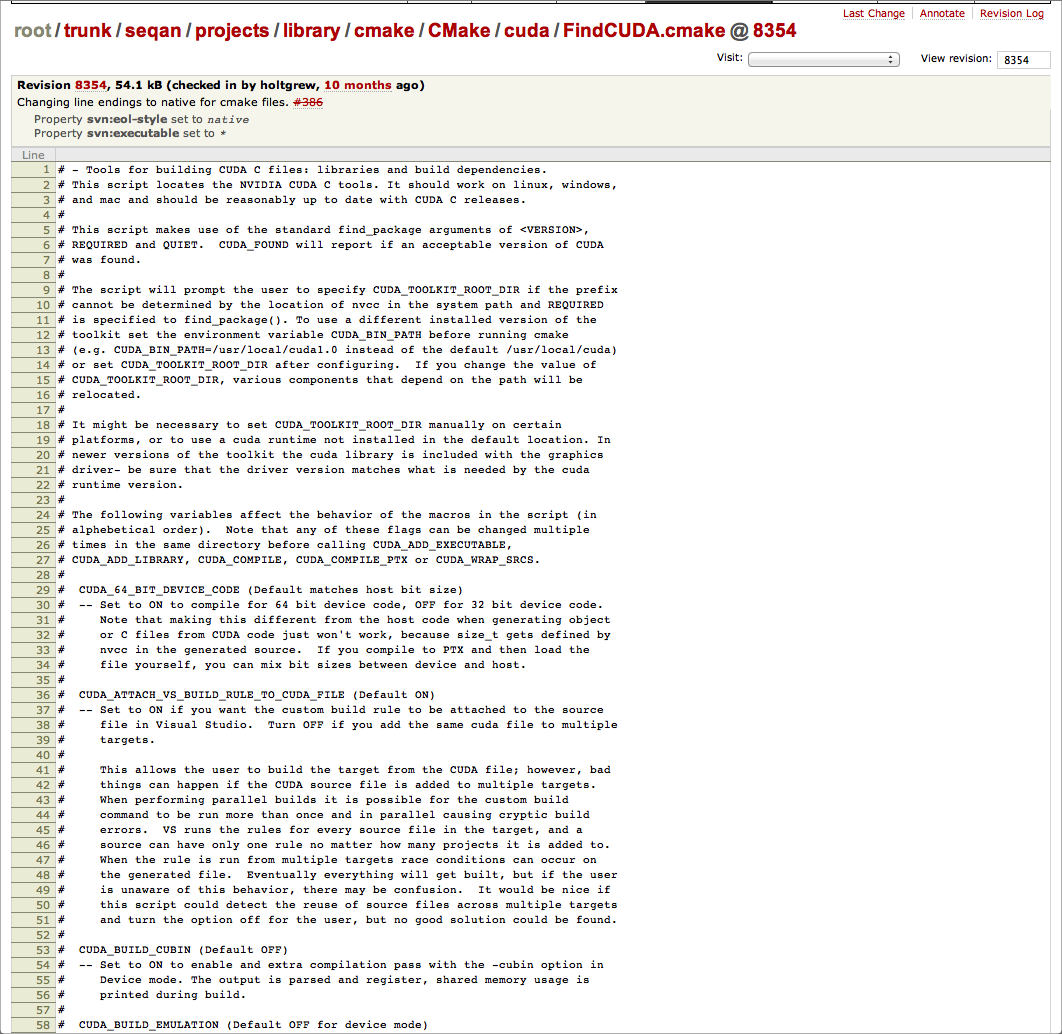 Last Change Annotate Revision Log
root/trunk/seqan/projects/library/cmake/CMake/cuda/FindCUDA.cmake @ 8354
Visit: View revision: 8354
Revision 8354, 54.1 kB (checked in by holtgrew, 10 months ago)
Changing line endings to native for cmake files. #386
Property svn:eol-style set to native
Property svn:executable set to *
Line
1 # - Tools for building CUDA C files: libraries and build dependencies.
2 # This script locates the NVIDIA CUDA C tools. It should work on linux, windows,
3 # and mac and should be reasonably up to date with CUDA C releases.
4 #
5 # This script makes use of the standard find_package arguments of <VERSION>,
6 # REQUIRED and QUIET.  CUDA_FOUND will report if an acceptable version of CUDA
7 # was found.
8 #
9 # The script will prompt the user to specify CUDA_TOOLKIT_ROOT_DIR if the prefix
10 # cannot be determined by the location of nvcc in the system path and REQUIRED
11 # is specified to find_package(). To use a different installed version of the
12 # toolkit set the environment variable CUDA_BIN_PATH before running cmake
13 # (e.g. CUDA_BIN_PATH=/usr/local/cuda1.0 instead of the default /usr/local/cuda)
14 # or set CUDA_TOOLKIT_ROOT_DIR after configuring.  If you change the value of
15 # CUDA_TOOLKIT_ROOT_DIR, various components that depend on the path will be
16 # relocated.
17 #
18 # It might be necessary to set CUDA_TOOLKIT_ROOT_DIR manually on certain
19 # platforms, or to use a cuda runtime not installed in the default location. In
20 # newer versions of the toolkit the cuda library is included with the graphics
21 # driver- be sure that the driver version matches what is needed by the cuda
22 # runtime version.
23 #
24 # The following variables affect the behavior of the macros in the script (in
25 # alphebetical order).  Note that any of these flags can be changed multiple
26 # times in the same directory before calling CUDA_ADD_EXECUTABLE,
27 # CUDA_ADD_LIBRARY, CUDA_COMPILE, CUDA_COMPILE_PTX or CUDA_WRAP_SRCS.
28 #
29 #  CUDA_64_BIT_DEVICE_CODE (Default matches host bit size)
30 #  -- Set to ON to compile for 64 bit device code, OFF for 32 bit device code.
31 #     Note that making this different from the host code when generating object
32 #     or C files from CUDA code just won't work, because size_t gets defined by
33 #     nvcc in the generated source.  If you compile to PTX and then load the
34 #     file yourself, you can mix bit sizes between device and host.
35 #
36 #  CUDA_ATTACH_VS_BUILD_RULE_TO_CUDA_FILE (Default ON)
37 #  -- Set to ON if you want the custom build rule to be attached to the source
38 #     file in Visual Studio.  Turn OFF if you add the same cuda file to multiple
39 #     targets.
40 #
41 #     This allows the user to build the target from the CUDA file; however, bad
42 #     things can happen if the CUDA source file is added to multiple targets.
43 #     When performing parallel builds it is possible for the custom build
44 #     command to be run more than once and in parallel causing cryptic build
45 #     errors.  VS runs the rules for every source file in the target, and a
46 #     source can have only one rule no matter how many projects it is added to.
47 #     When the rule is run from multiple targets race conditions can occur on
48 #     the generated file.  Eventually everything will get built, but if the user
49 #     is unaware of this behavior, there may be confusion.  It would be nice if
50 #     this script could detect the reuse of source files across multiple targets
51 #     and turn the option off for the user, but no good solution could be found.
52 #
53 #  CUDA_BUILD_CUBIN (Default OFF)
54 #  -- Set to ON to enable and extra compilation pass with the -cubin option in
55 #     Device mode. The output is parsed and register, shared memory usage is
56 #     printed during build.
57 #
58 #  CUDA_BUILD_EMULATION (Default OFF for device mode)